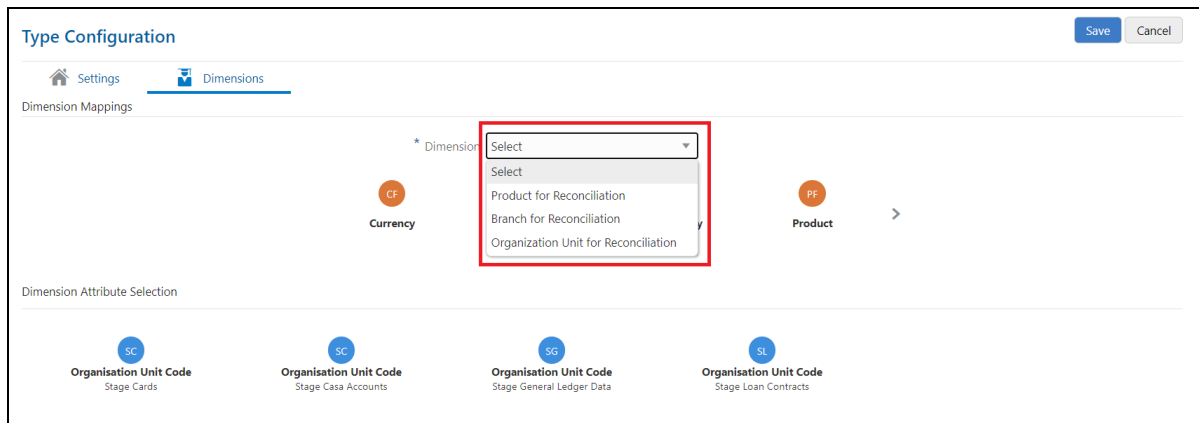 Type Configuration
Save Cancel
Settings Dimensions
Dimension Mappings
* Dimension Select
Select
Product for Reconciliation
Branch for Reconciliation
Organization Unit for Reconciliation
CF PF
Currency y Product
Dimension Attribute Selection
SC SC SG SL
Organisation Unit Code Organisation Unit Code Organisation Unit Code Organisation Unit Code
Stage Cards Stage Casa Accounts Stage General Ledger Data Stage Loan Contracts